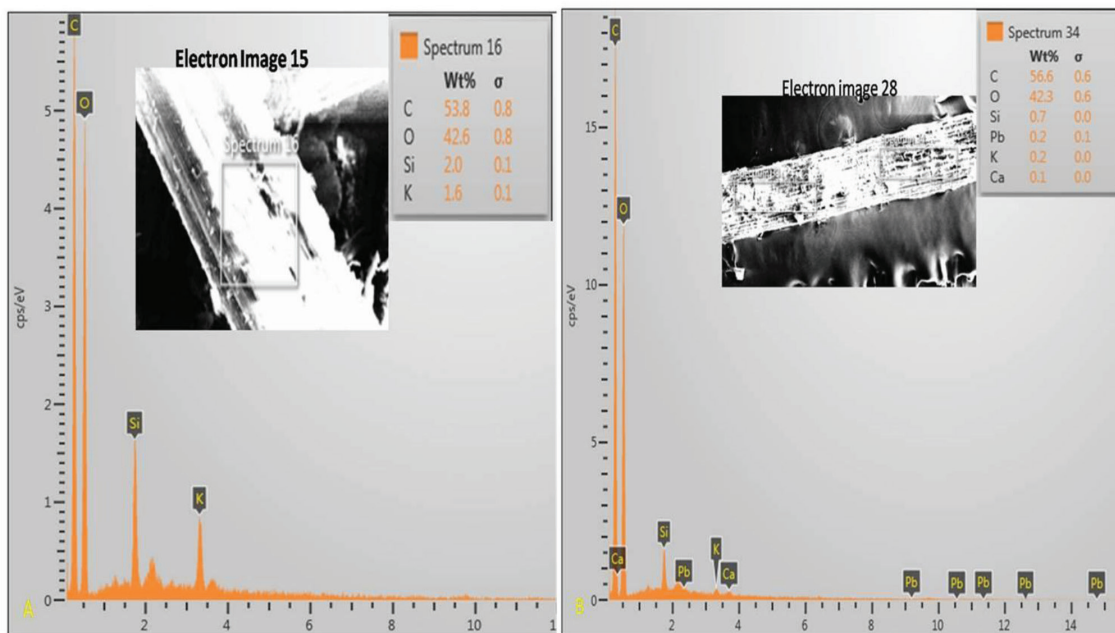 C
O
Electron Image 15
Spectrum 16
Wt% σ
C 53.8 0.8
O 42.6 0.8
Si 2.0 0.1
K 1.6 0.1
Spectrum 16
Si
K
5
4
3
2
1
0
cps/eV
A
2 4 6 8 10
C
O
Electron image 28
Spectrum 34
Wt% σ
C 56.6 0.6
O 42.3 0.6
Si 0.7 0.0
Pb 0.2 0.1
K 0.2 0.0
Ca 0.1 0.0
15
10
5
0
cps/eV
Ca
Si
Pb
K
Ca
Pb
Pb
Pb
Pb
Pb
B
2 4 6 8 10 12 14